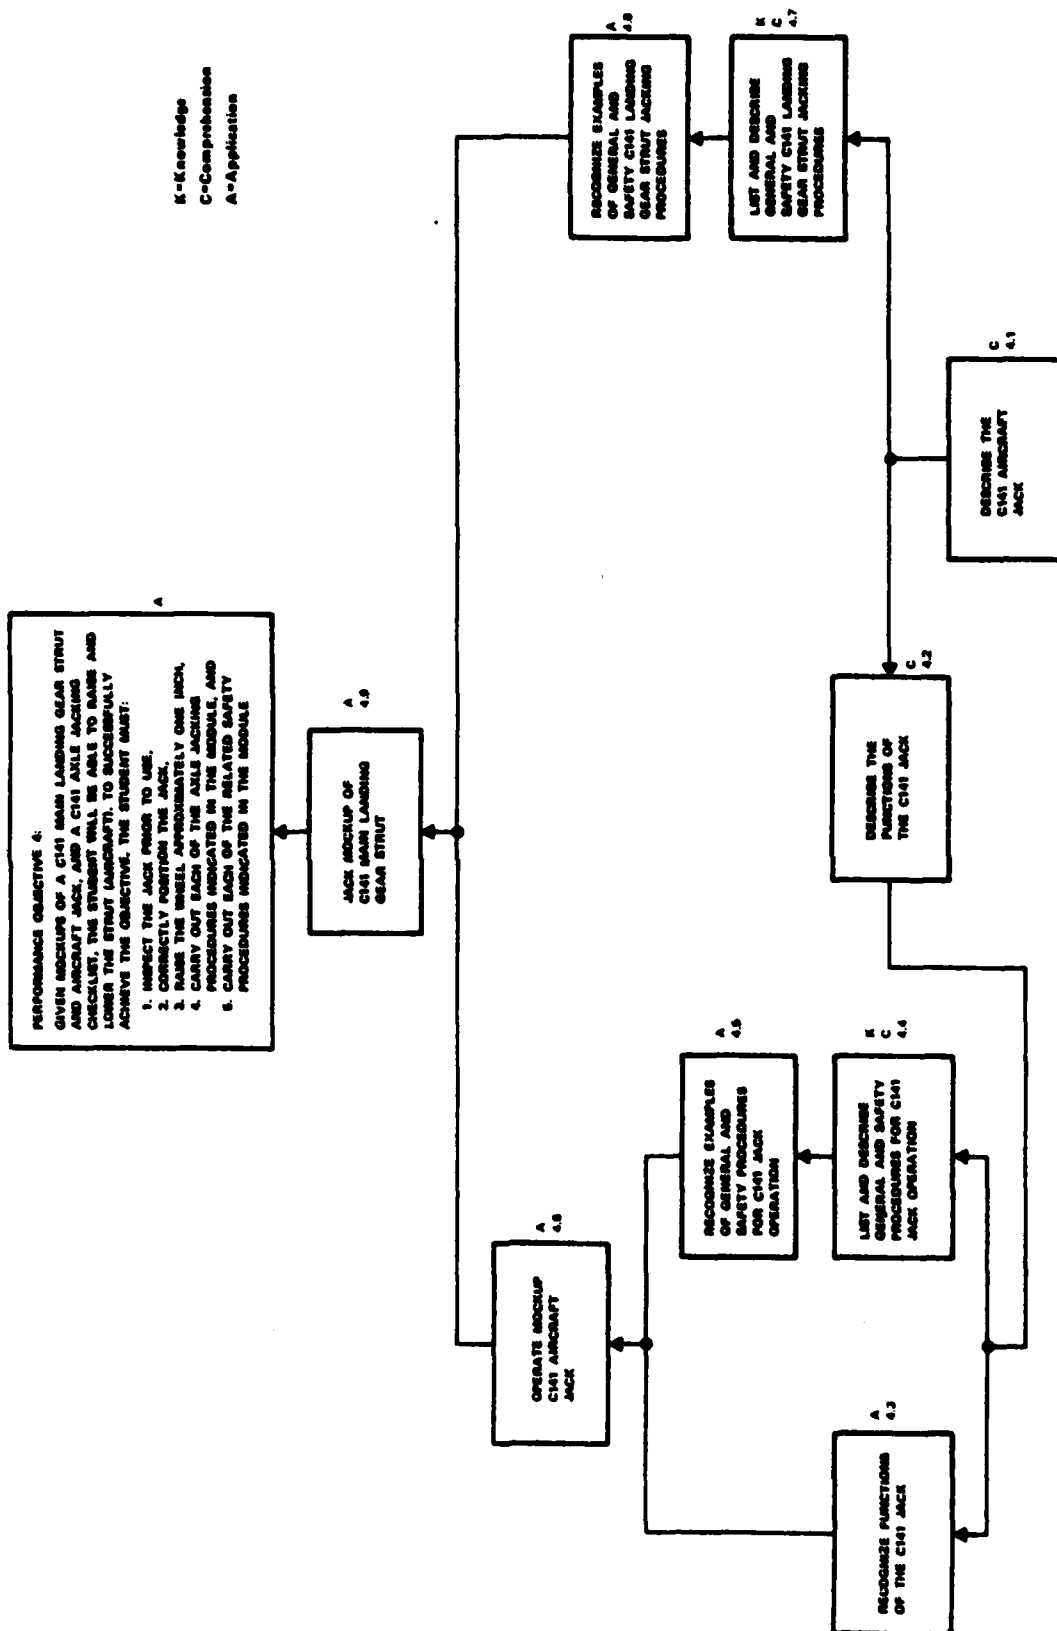 PERFORMANCE OBJECTIVE 4:
GIVEN MOCKUPS OF A C141 MAIN LANDING GEAR STRUT
AND AIRCRAFT JACK, AND A C141 AXLE JACKING
CHECKLIST, THE STUDENT WILL BE ABLE TO RAISE AND
LOWER THE STRUT (AIRCRAFT). TO SUCCESSFULLY
ACHIEVE THE OBJECTIVE, THE STUDENT MUST:
1. INSPECT THE JACK PRIOR TO USE,
2. CORRECTLY POSITION THE JACK,
3. RAISE THE WHEEL APPROXIMATELY ONE INCH,
4. CARRY OUT EACH OF THE AXLE JACKING
PROCEDURES INDICATED IN THE MODULE, AND
5. CARRY OUT EACH OF THE RELATED SAFETY
PROCEDURES INDICATED IN THE MODULE
A
K=Knowledge
C=Comprehension
A=Application
JACK MOCKUP OF
C141 MAIN LANDING
GEAR STRUT
A
4.9
OPERATE MOCKUP
C141 AIRCRAFT
JACK
A
4.6
RECOGNIZE EXAMPLES
OF GENERAL AND
SAFETY C141 LANDING
GEAR STRUT JACKING
PROCEDURES
A
4.8
RECOGNIZE EXAMPLES
OF GENERAL AND
SAFETY PROCEDURES
FOR C141 JACK
OPERATION
A
4.5
LIST AND DESCRIBE
GENERAL AND
SAFETY C141 LANDING
GEAR STRUT JACKING
PROCEDURES
K
C
4.7
RECOGNIZE FUNCTIONS
OF THE C141 JACK
A
4.3
LIST AND DESCRIBE
GENERAL AND SAFETY
PROCEDURES FOR C141
JACK OPERATION
K
C
4.4
DESCRIBE THE
FUNCTIONS OF
THE C141 JACK
C
4.2
DESCRIBE THE
C141 AIRCRAFT
JACK
C
4.1